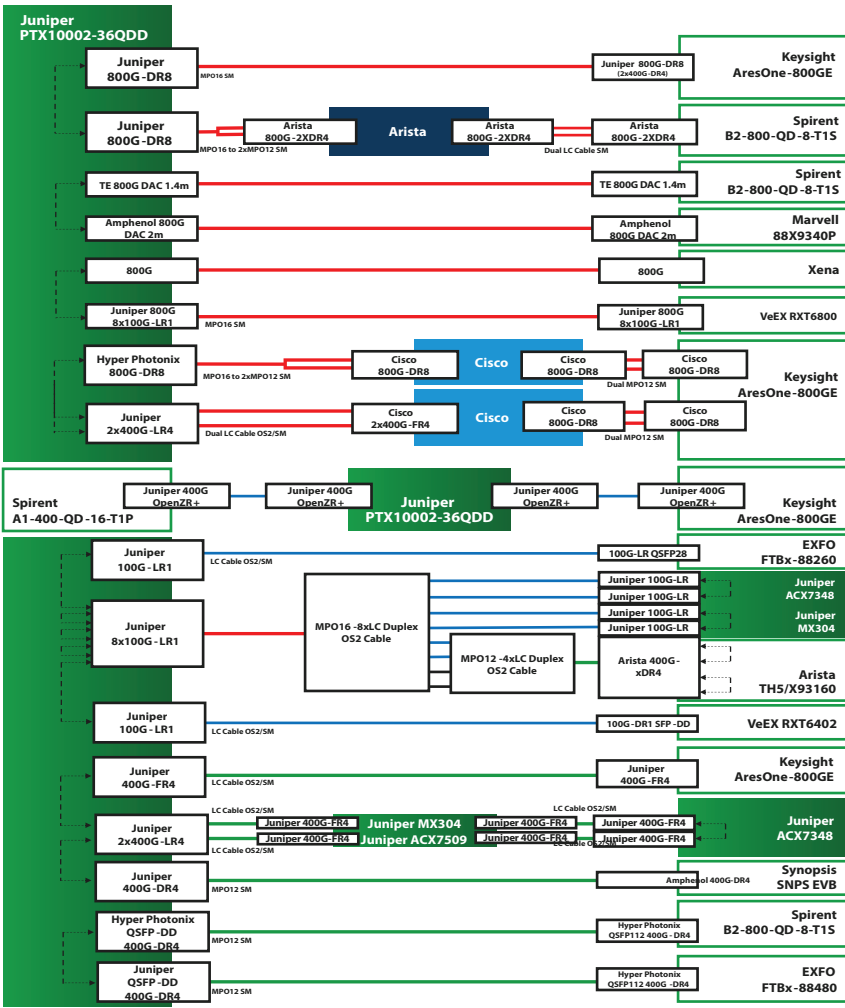 Juniper
PTX10002-36QDD
Juniper
800G-DR8
MPO16 SM
Juniper 800G-DR8
(2x400G-DR4)
Keysight
AresOne-800GE
Juniper
800G-DR8
MPO16 to 2xMPO12 SM
Arista
800G-2XDR4
Arista
Arista
800G-2XDR4
Dual LC Cable SM
Arista
800G-2XDR4
Spirent
B2-800-QD-8-T1S
TE 800G DAC 1.4m
TE 800G DAC 1.4m
Spirent
B2-800-QD-8-T1S
Amphenol 800G
DAC 2m
Amphenol
800G DAC 2m
Marvell
88X9340P
800G
800G
Xena
Juniper 800G
8x100G-LR1
MPO16 SM
Juniper 800G
8x100G-LR1
VeEX RXT6800
Hyper Photonix
800G-DR8
MPO16 to 2xMPO12 SM
Cisco
800G-DR8
Cisco
Cisco
800G-DR8
Dual MPO12 SM
Cisco
800G-DR8
Keysight
AresOne-800GE
Juniper
2x400G-LR4
Dual LC Cable OS2/SM
Cisco
2x400G-FR4
Cisco
Cisco
800G-DR8
Dual MPO12 SM
Cisco
800G-DR8
Spirent
A1-400-QD-16-T1P
Juniper 400G
OpenZR+
Juniper 400G
OpenZR+
Juniper
PTX10002-36QDD
Juniper 400G
OpenZR+
Juniper 400G
OpenZR+
Keysight
AresOne-800GE
Juniper
100G-LR1
LC Cable OS2/SM
100G-LR QSFP28
EXFO
FTBx-88260
Juniper
8x100G-LR1
MPO16 -8xLC Duplex
OS2 Cable
MPO12 -4xLC Duplex
OS2 Cable
Juniper 100G-LR
Juniper 100G-LR
Juniper 100G-LR
Juniper 100G-LR
Juniper
ACX7348
Juniper
MX304
Arista 400G-
xDR4
Arista
TH5/X93160
Juniper
100G-LR1
LC Cable OS2/SM
100G-DR1 SFP-DD
VeEX RXT6402
Juniper
400G-FR4
LC Cable OS2/SM
Juniper
400G-FR4
Keysight
AresOne-800GE
Juniper
2x400G-LR4
LC Cable OS2/SM
LC Cable OS2/SM
Juniper 400G-FR4
Juniper 400G-FR4
Juniper MX304
Juniper ACX7509
Juniper 400G-FR4
Juniper 400G-FR4
LC Cable OS2/SM
LC Cable OS2/SM
Juniper 400G-FR4
Juniper 400G-FR4
Juniper
ACX7348
Juniper
400G-DR4
MPO12 SM
Amphenol 400G-DR4
Synopsis
SNPS EVB
Hyper Photonix
QSFP-DD
400G-DR4
MPO12 SM
Hyper Photonix
QSFP112 400G-DR4
Spirent
B2-800-QD-8-T1S
Juniper
QSFP-DD
400G-DR4
MPO12 SM
Hyper Photonix
QSFP112 400G -DR4
EXFO
FTBx-88480